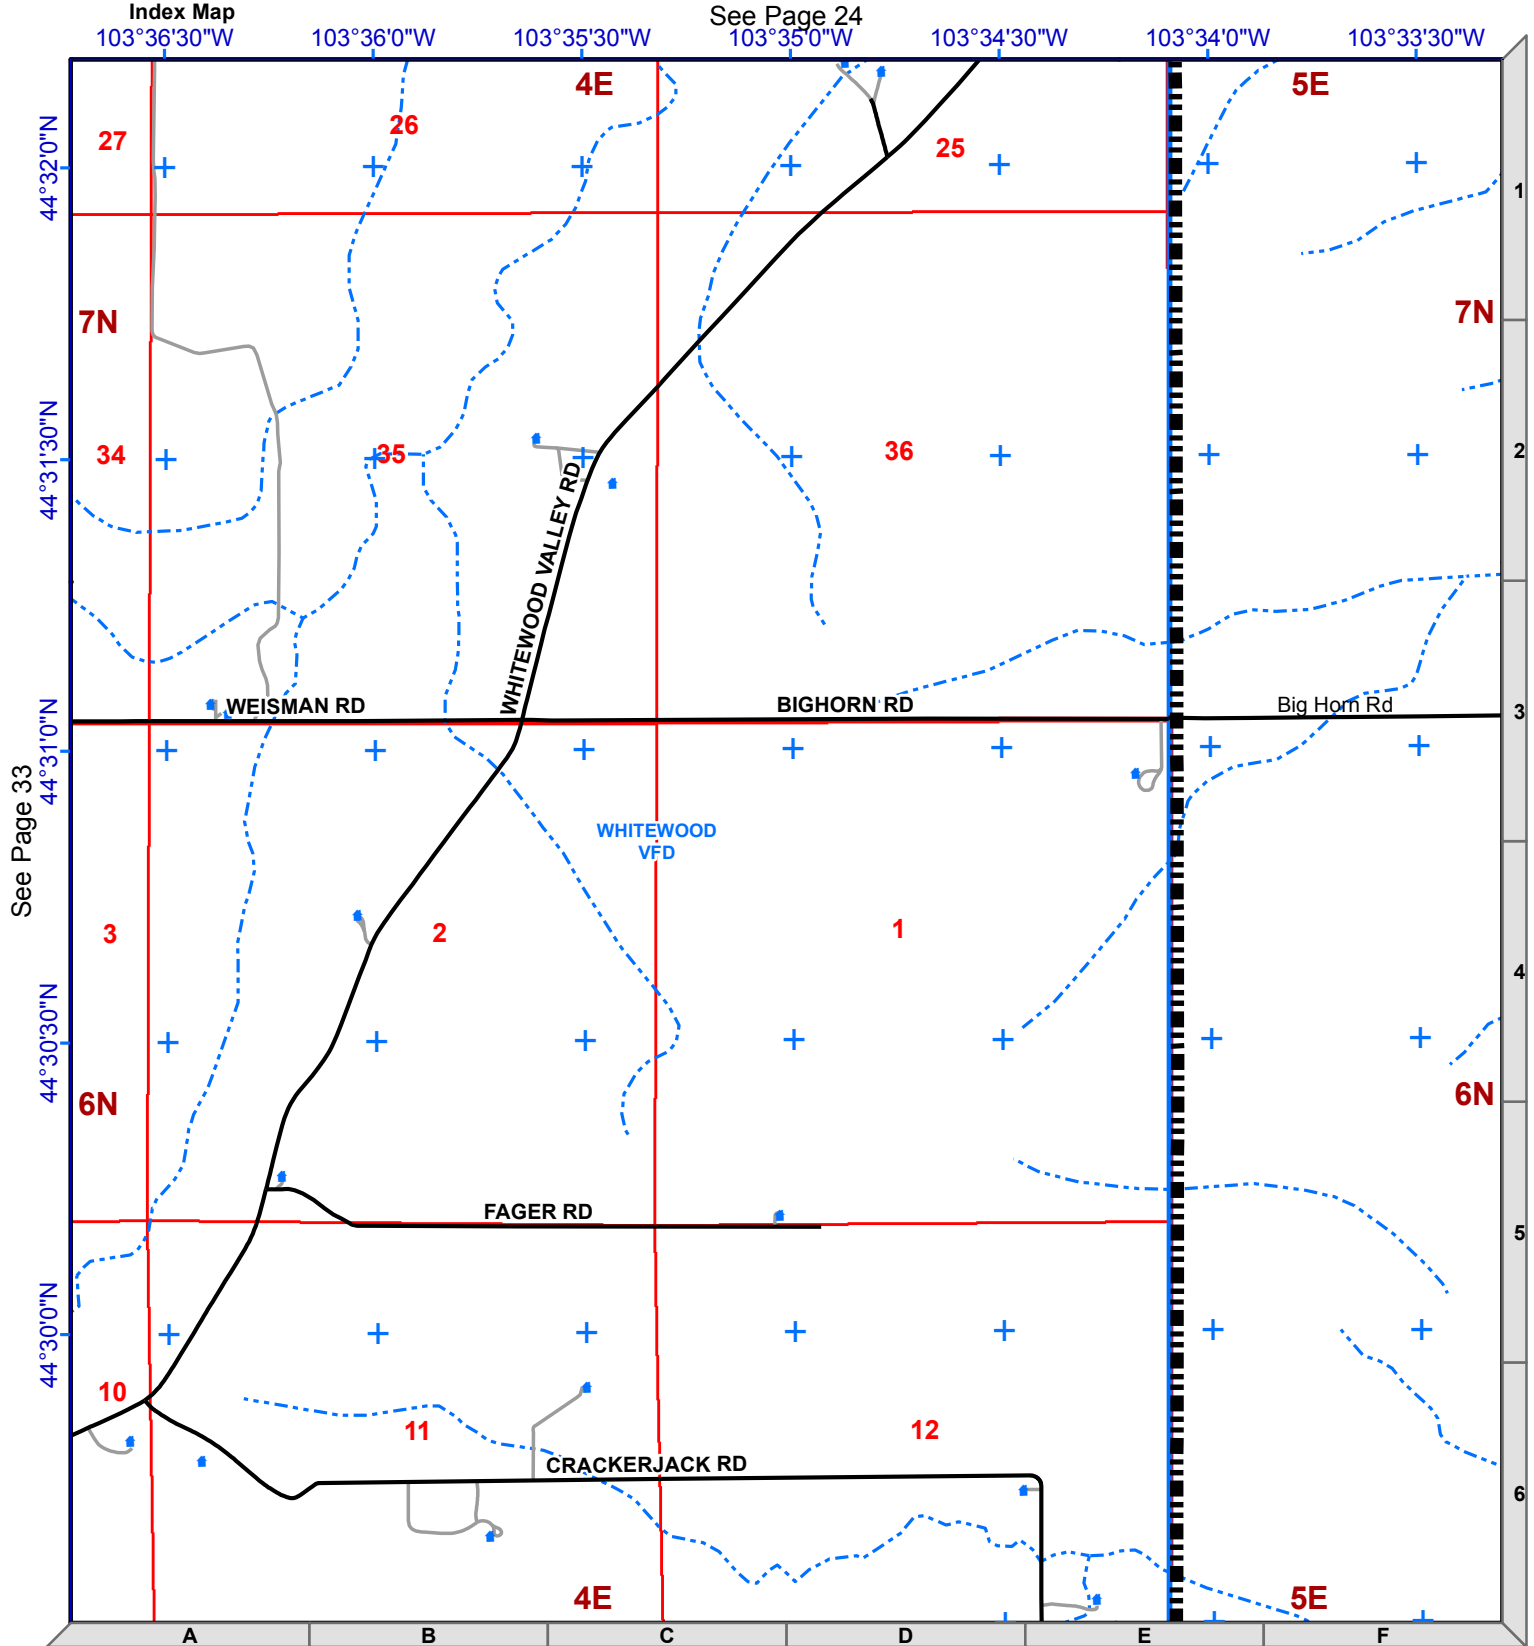 Index Map
See Page 24
103°36'30"W 103°36'0"W 103°35'30"W 103°35'0"W 103°34'30"W 103°34'0"W 103°33'30"W
4E 5E
27 26 25
44°32'0"N
1
7N 7N
44°31'30"N
34 35 36
2
WHITEWOOD VALLEY RD
WEISMAN RD BIGHORN RD Big Horn Rd
3
44°31'0"N
See Page 33
WHITEWOOD
VFD
3 2 1
4
44°30'30"N
6N 6N
FAGER RD
5
44°30'0"N
10 11 12
CRACKERJACK RD
6
4E 5E
A B C D E F